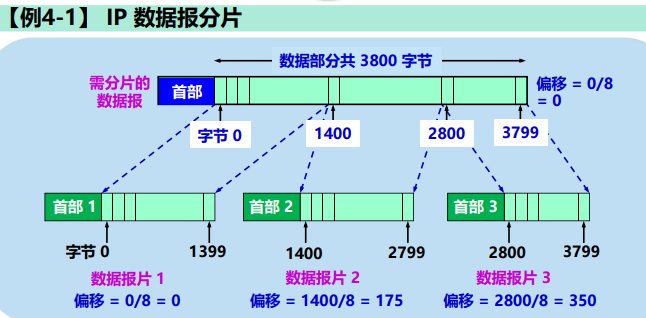 【例4-1】 IP 数据报分片
数据部分共 3800 字节
需分片的
数据报
首部
偏移 = 0/8
= 0
字节 0
1400
2800
3799
首部 1
首部 2
首部 3
字节 0
1399
1400
2799
2800
3799
数据报片 1
数据报片 2
数据报片 3
偏移 = 0/8 = 0
偏移 = 1400/8 = 175
偏移 = 2800/8 = 350